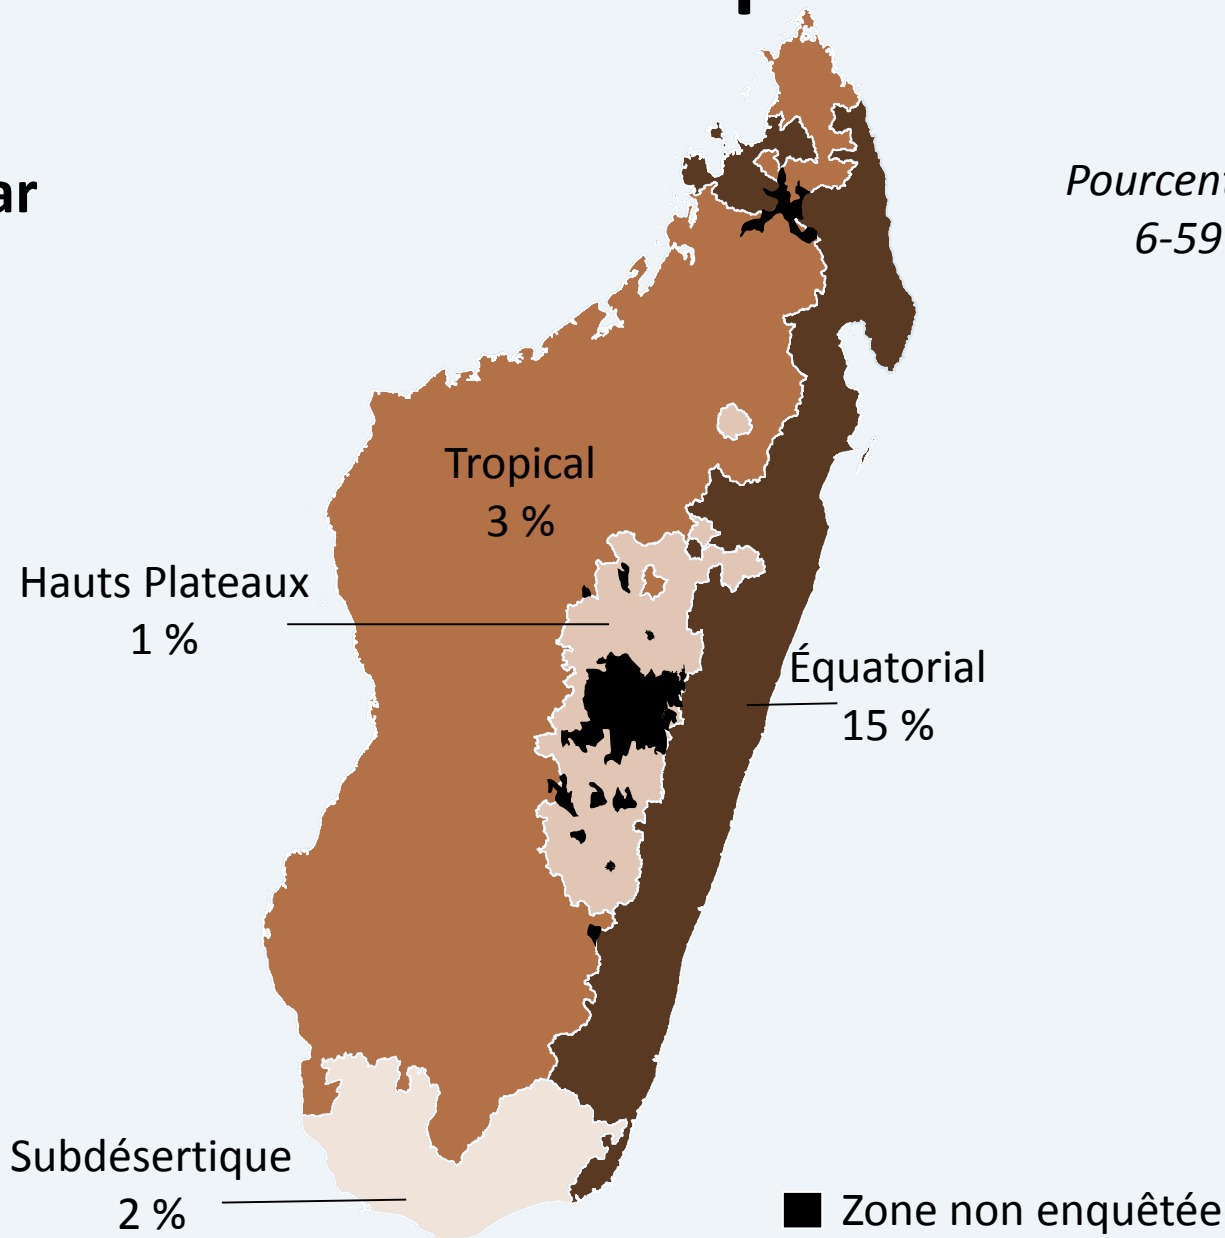 ar
Pourcent
6-59
Tropical
3 %
Hauts Plateaux
1 %
Équatorial
15 %
Subdésertique
2 %
Zone non enquêtée